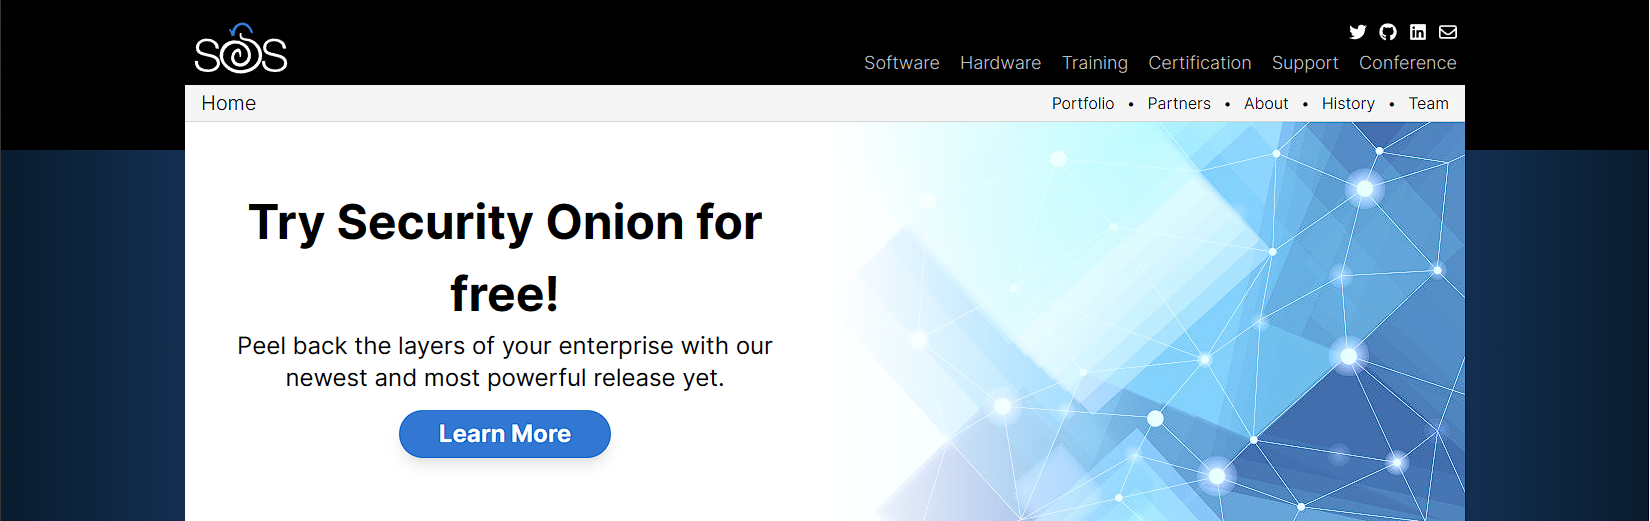 SOS
Software Hardware Training Certification Support Conference
Home
Portfolio • Partners • About • History • Team
Try Security Onion for
free!
Peel back the layers of your enterprise with our
newest and most powerful release yet.
Learn More